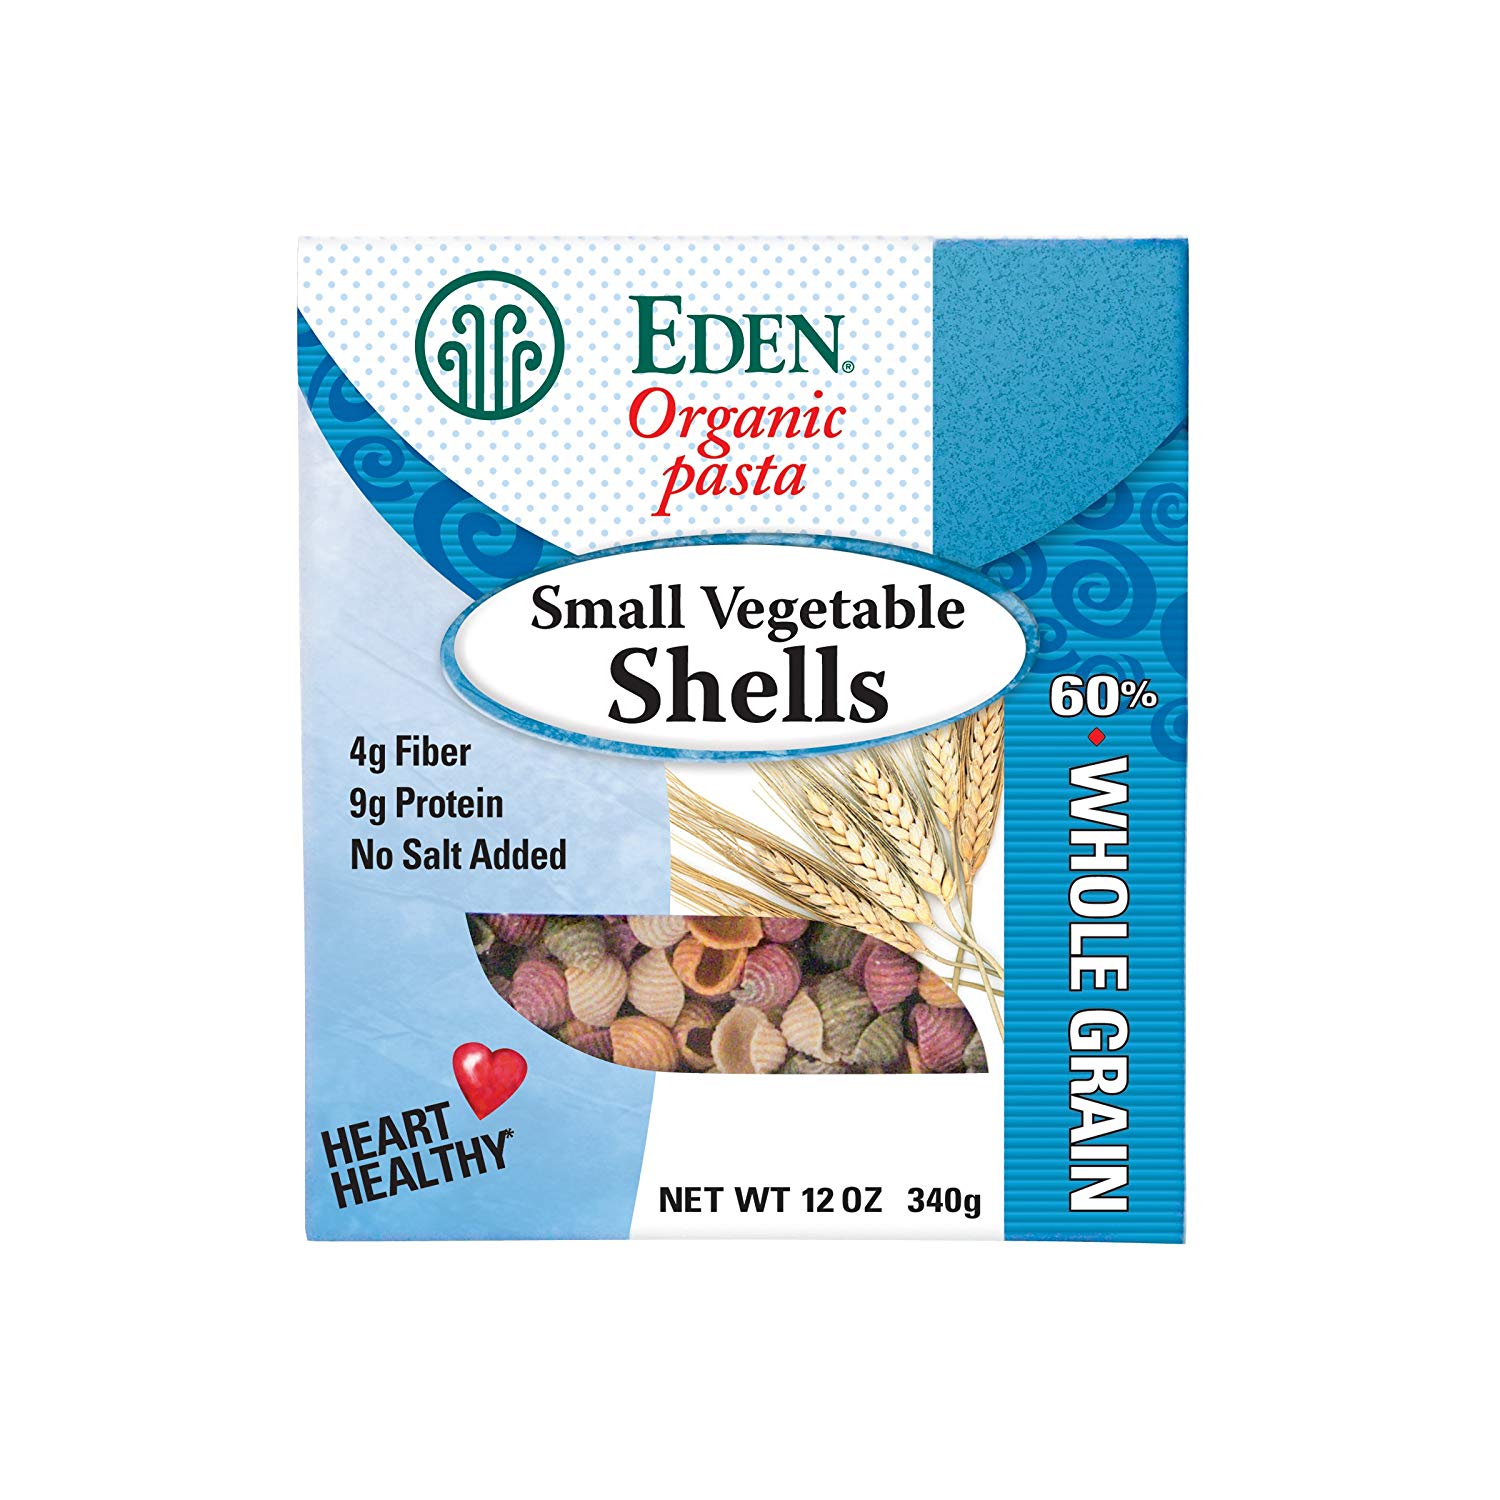 EDEN®
Organic
pasta
Small Vegetable
Shells
4g Fiber
9g Protein
No Salt Added
60%
WHOLE GRAIN
HEART
HEALTHY*
NET WT 12 OZ 340g